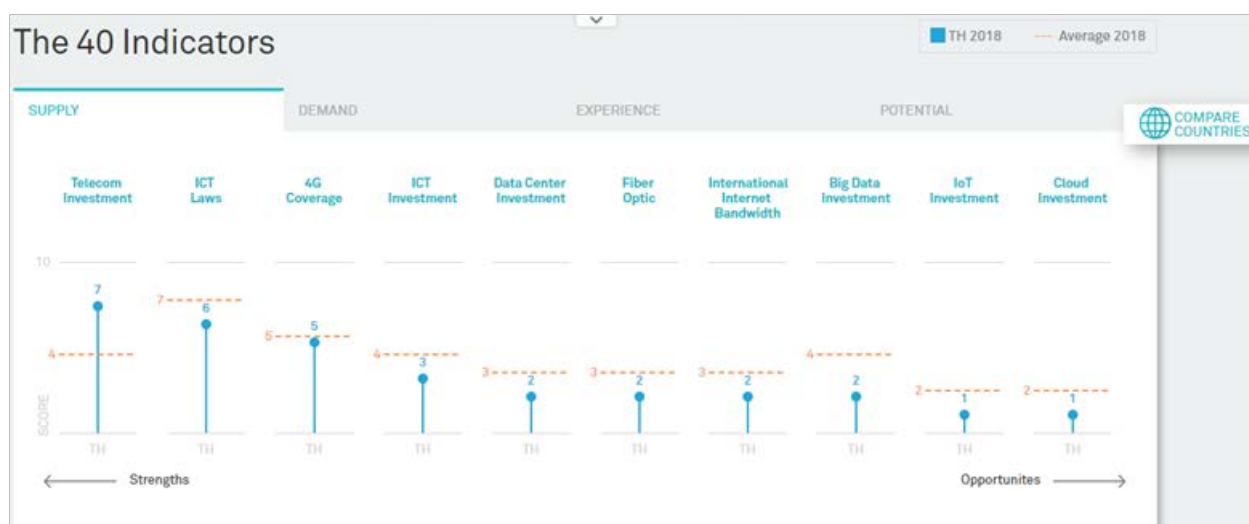 The 40 Indicators
TH 2018
Average 2018
SUPPLY
DEMAND
EXPERIENCE
POTENTIAL
COMPARE
COUNTRIES
Telecom
Investment
ICT
Laws
4G
Coverage
ICT
Investment
Data Center
Investment
Fiber
Optic
International
Internet
Bandwidth
Big Data
Investment
IoT
Investment
Cloud
Investment
10
7
4
7
6
5
5
4
3
3
2
3
2
3
2
4
2
2
1
2
1
SCORE
TH
TH
TH
TH
TH
TH
TH
TH
TH
TH
Strengths
Opportunites